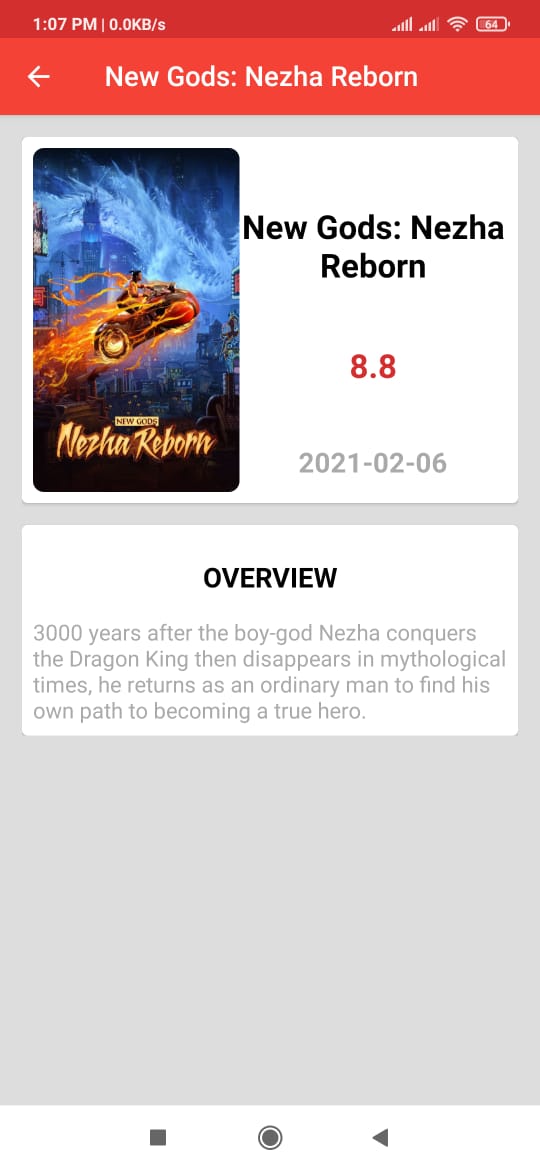 1:07 PM | 0.0KB/s
64
New Gods: Nezha Reborn
New Gods: Nezha
Reborn
8.8
2021-02-06
NEW GODS
Nezha Reborn
OVERVIEW
3000 years after the boy-god Nezha conquers
the Dragon King then disappears in mythological
times, he returns as an ordinary man to find his
own path to becoming a true hero.